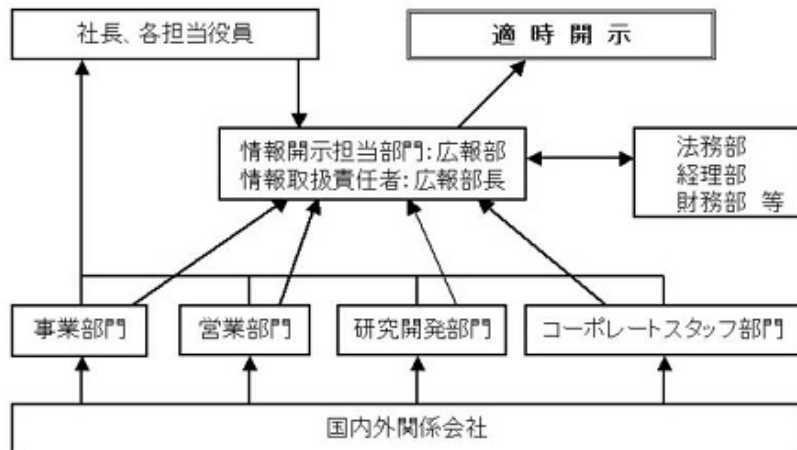 社長、各担当役員
適時開示
情報開示担当部門：広報部
情報取扱責任者：広報部長
法務部
経理部
財務部 等
事業部門
営業部門
研究開発部門
コーポレートスタッフ部門
国内外関係会社